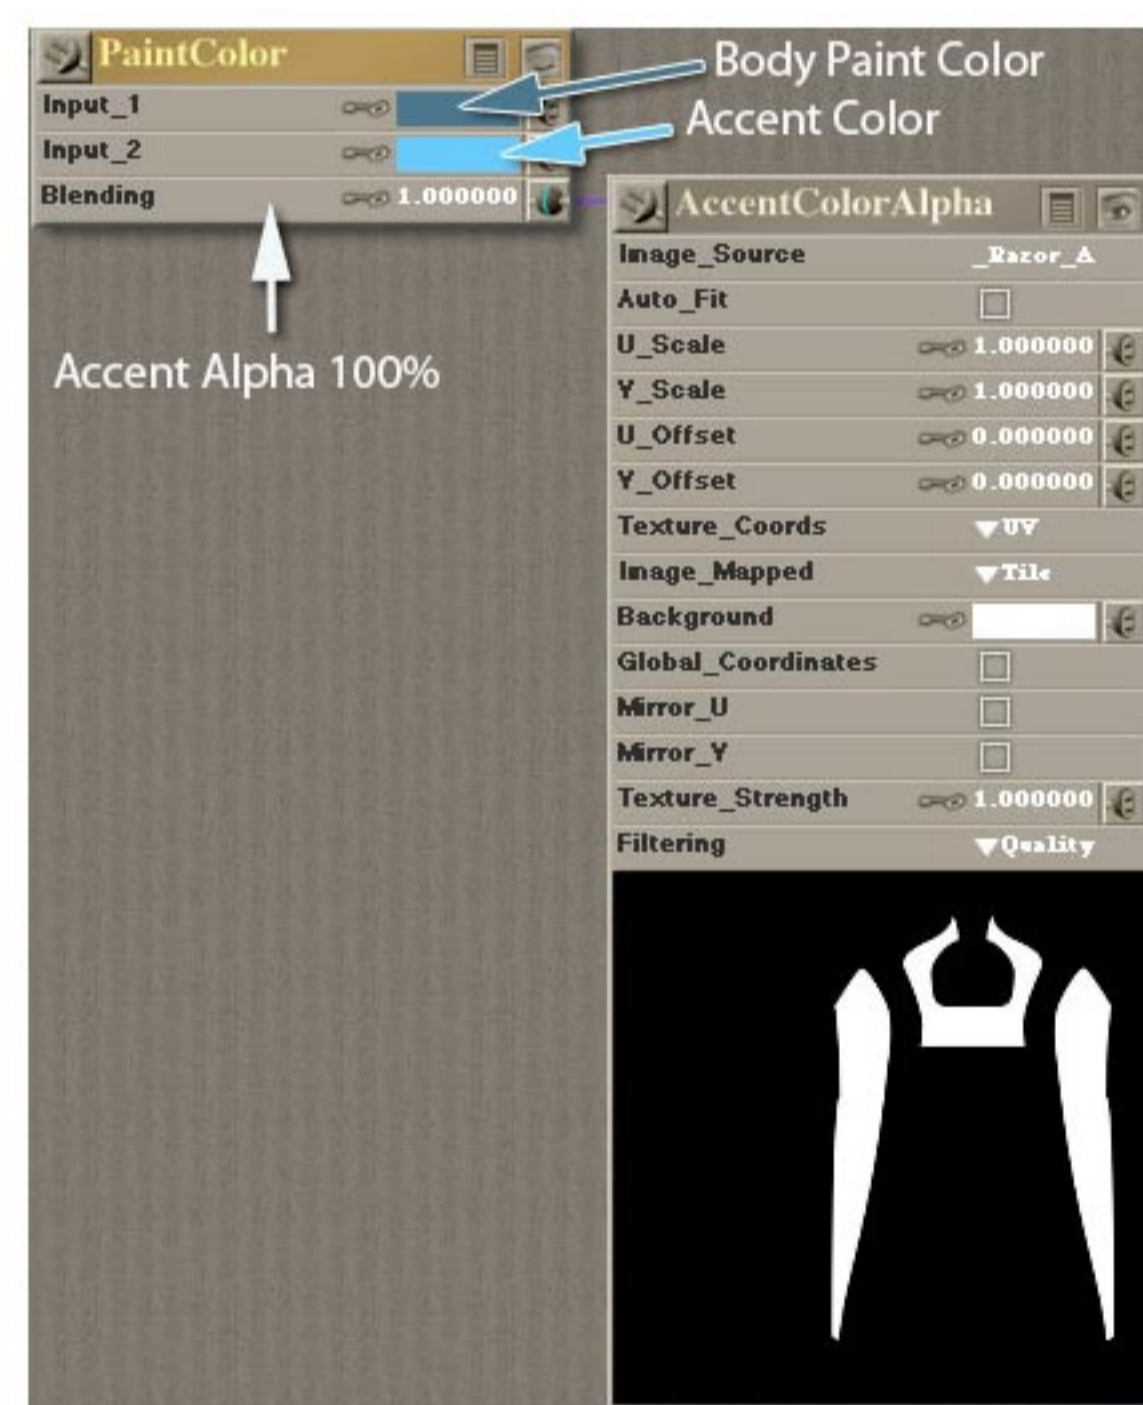 PaintColor
Body Paint Color
Input_1
Accent Color
Input_2
Blending 1.000000
AccentColorAlpha
Image_Source _Razor_A
Auto_Fit
U_Scale 1.000000
Accent Alpha 100%
V_Scale 1.000000
U_Offset 0.000000
V_Offset 0.000000
Texture_Coords UV
Image_Mapped Tile
Background
Global_Coordinates
Mirror_U
Mirror_V
Texture_Strength 1.000000
Filtering Quality